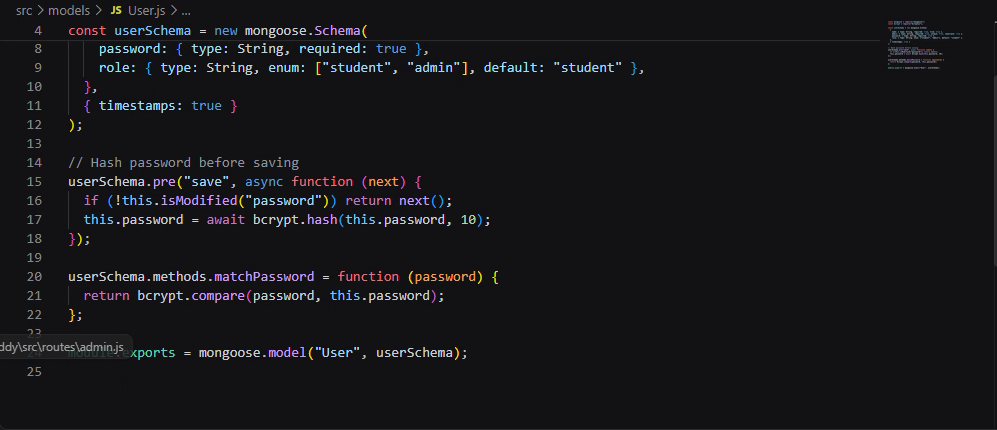 src > models > JS User.js > ...
4 const userSchema = new mongoose.Schema(
8 password: { type: String, required: true },
9 role: { type: String, enum: ["student", "admin"], default: "student" },
10 },
11 { timestamps: true }
12 );
13
14 // Hash password before saving
15 userSchema.pre("save", async function (next) {
16 if (!this.isModified("password")) return next();
17 this.password = await bcrypt.hash(this.password, 10);
18 });
19
20 userSchema.methods.matchPassword = function (password) {
21 return bcrypt.compare(password, this.password);
22 };
23
ddy\src\routes\admin.js
24 module.exports = mongoose.model("User", userSchema);
25